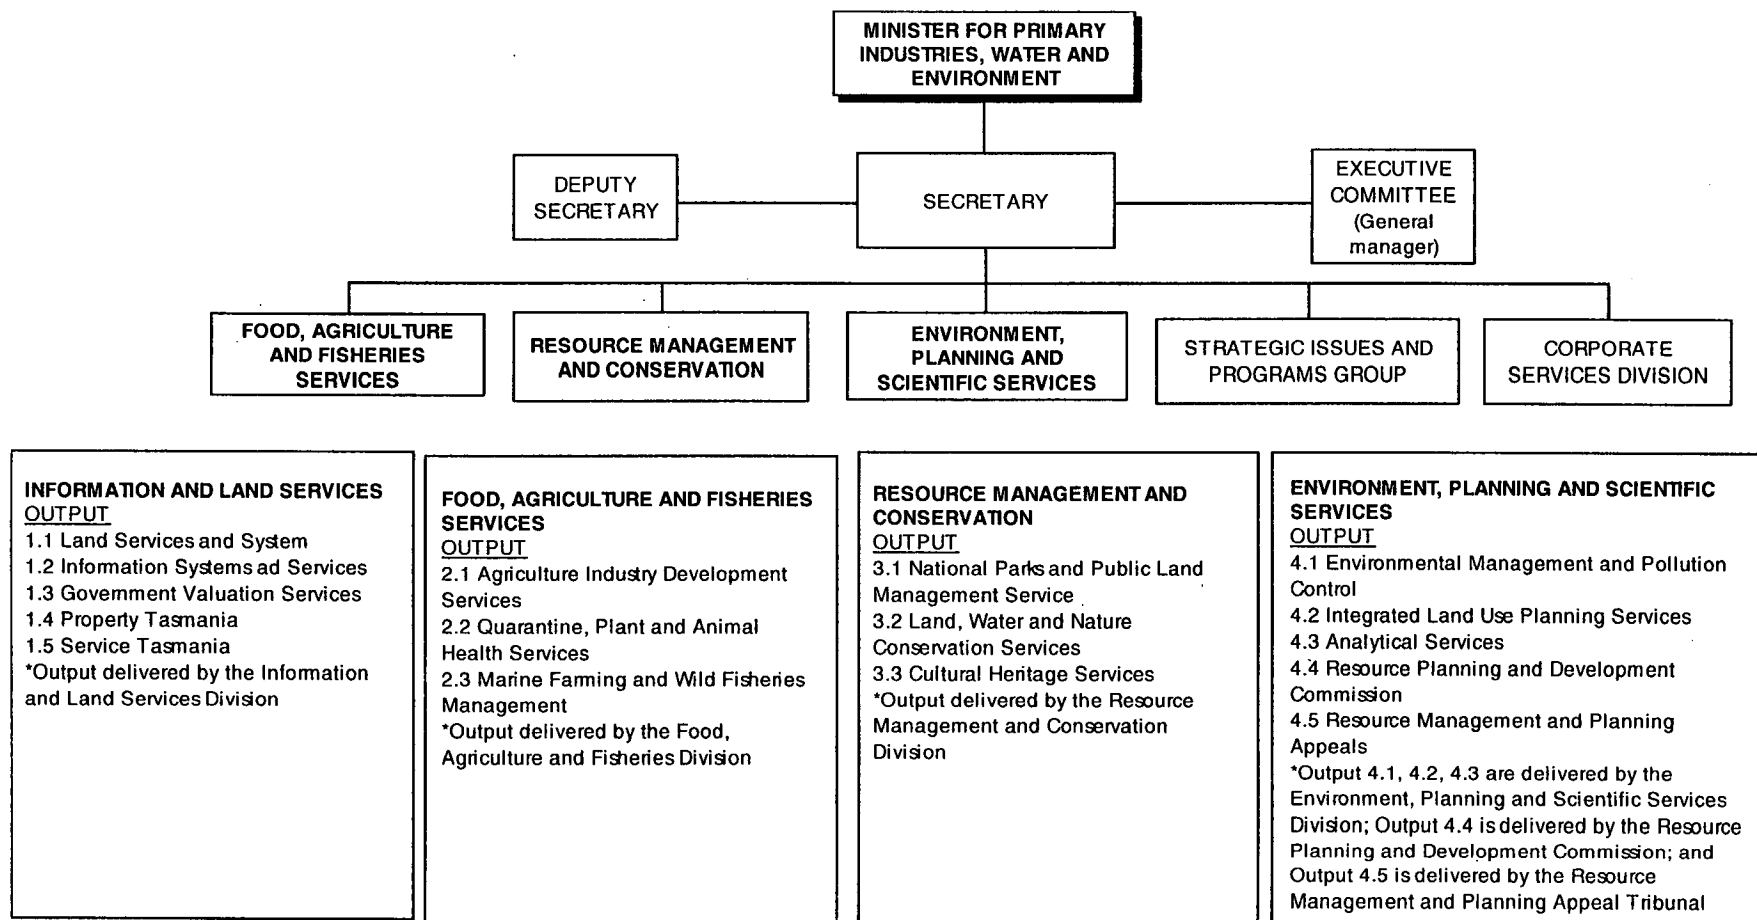 MINISTER FOR PRIMARY
INDUSTRIES, WATER AND
ENVIRONMENT
DEPUTY
SECRETARY
SECRETARY
EXECUTIVE
COMMITTEE
(General
manager)
FOOD, AGRICULTURE
AND FISHERIES
SERVICES
RESOURCE MANAGEMENT
AND CONSERVATION
ENVIRONMENT,
PLANNING AND
SCIENTIFIC SERVICES
STRATEGIC ISSUES AND
PROGRAMS GROUP
CORPORATE
SERVICES DIVISION
INFORMATION AND LAND SERVICES
OUTPUT
1.1 Land Services and System
1.2 Information Systems ad Services
1.3 Government Valuation Services
1.4 Property Tasmania
1.5 Service Tasmania
*Output delivered by the Information
and Land Services Division
FOOD, AGRICULTURE AND FISHERIES
SERVICES
OUTPUT
2.1 Agriculture Industry Development
Services
2.2 Quarantine, Plant and Animal
Health Services
2.3 Marine Farming and Wild Fisheries
Management
*Output delivered by the Food,
Agriculture and Fisheries Division
RESOURCE MANAGEMENT AND
CONSERVATION
OUTPUT
3.1 National Parks and Public Land
Management Service
3.2 Land, Water and Nature
Conservation Services
3.3 Cultural Heritage Services
*Output delivered by the Resource
Management and Conservation
Division
ENVIRONMENT, PLANNING AND SCIENTIFIC
SERVICES
OUTPUT
4.1 Environmental Management and Pollution
Control
4.2 Integrated Land Use Planning Services
4.3 Analytical Services
4.4 Resource Planning and Development
Commission
4.5 Resource Management and Planning
Appeals
*Output 4.1, 4.2, 4.3 are delivered by the
Environment, Planning and Scientific Services
Division; Output 4.4 is delivered by the Resource
Planning and Development Commission; and
Output 4.5 is delivered by the Resource
Management and Planning Appeal Tribunal